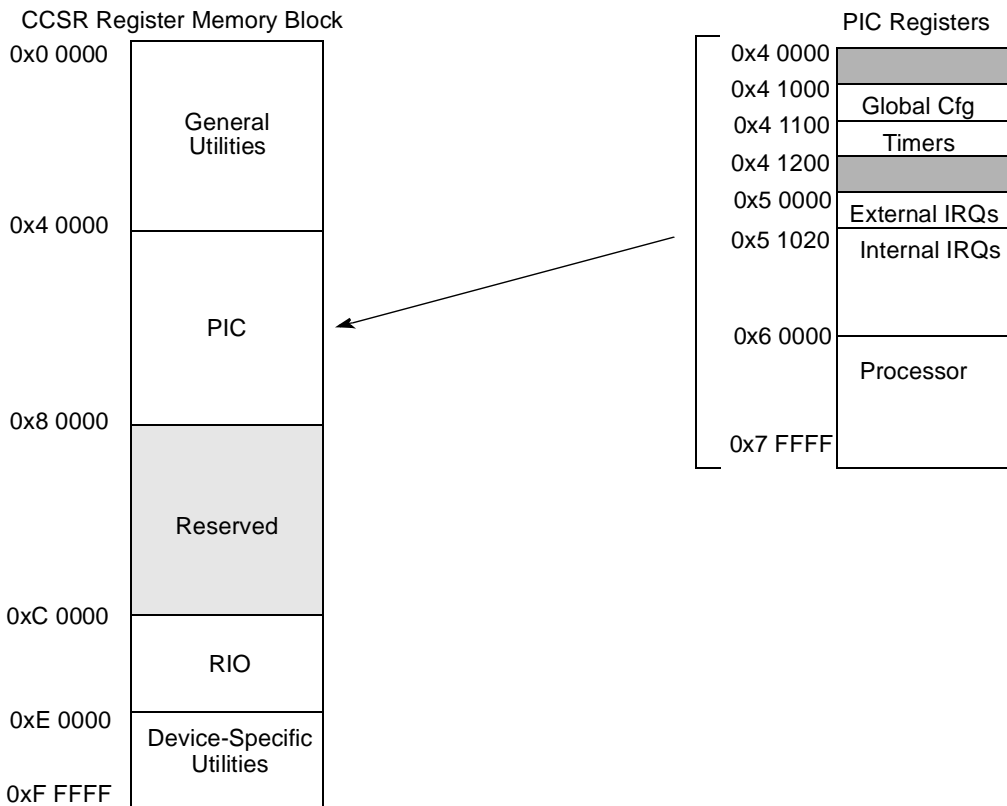 CCSR Register Memory Block
0x0 0000
General
Utilities
0x4 0000
PIC
0x8 0000
Reserved
0xC 0000
RIO
0xE 0000
Device-Specific
Utilities
0xF FFFF
PIC Registers
0x4 0000
0x4 1000
Global Cfg
0x4 1100
Timers
0x4 1200
0x5 0000
External IRQs
0x5 1020
Internal IRQs
0x6 0000
Processor
0x7 FFFF